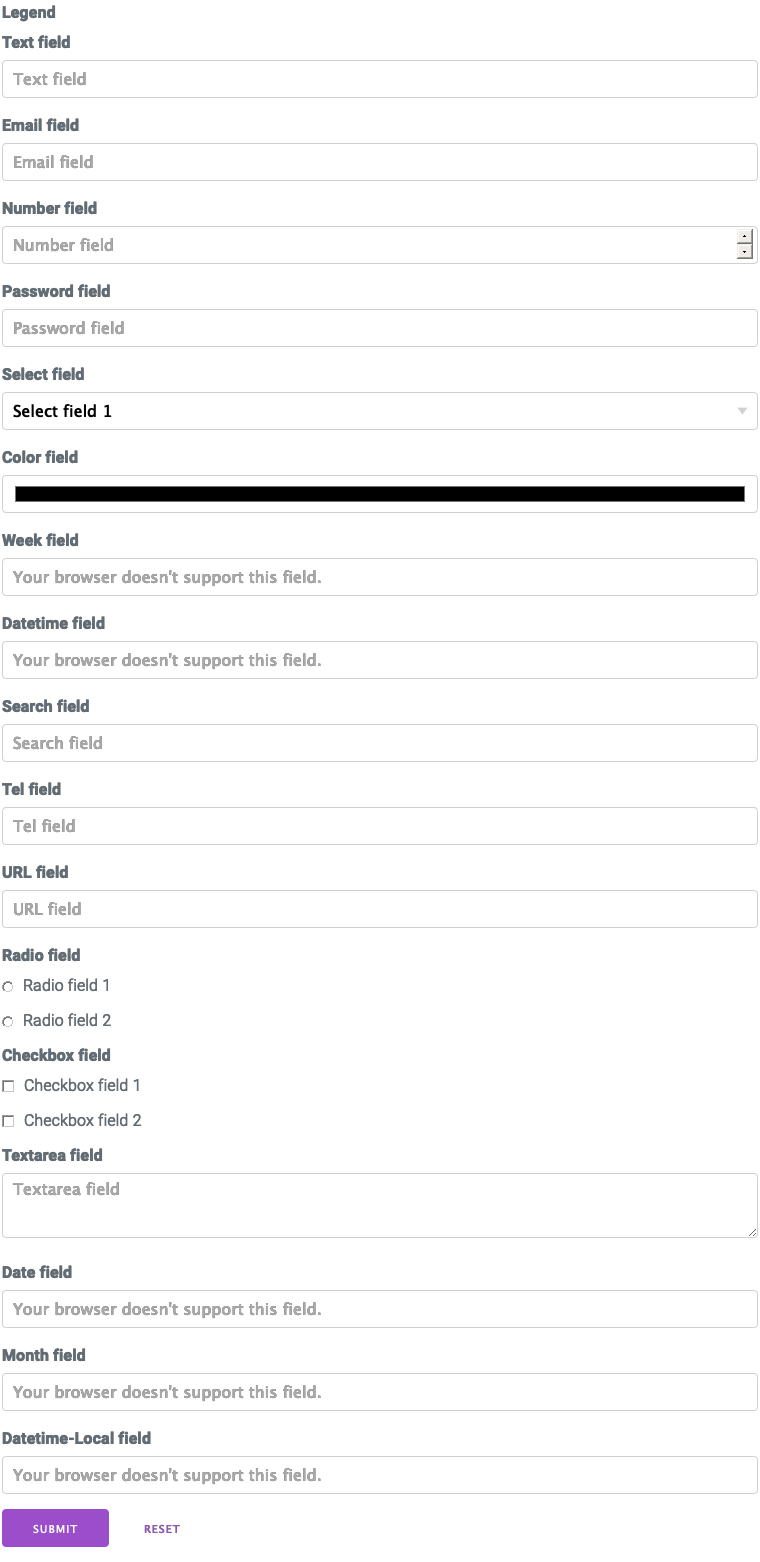 Legend
Text field
Text field
Email field
Email field
Number field
Number field
Password field
Password field
Select field
Select field 1
Color field
Week field
Your browser doesn't support this field.
Datetime field
Your browser doesn't support this field.
Search field
Search field
Tel field
Tel field
URL field
URL field
Radio field
Radio field 1
Radio field 2
Checkbox field
Checkbox field 1
Checkbox field 2
Textarea field
Textarea field
Date field
Your browser doesn't support this field.
Month field
Your browser doesn't support this field.
Datetime-Local field
Your browser doesn't support this field.
SUBMIT RESET